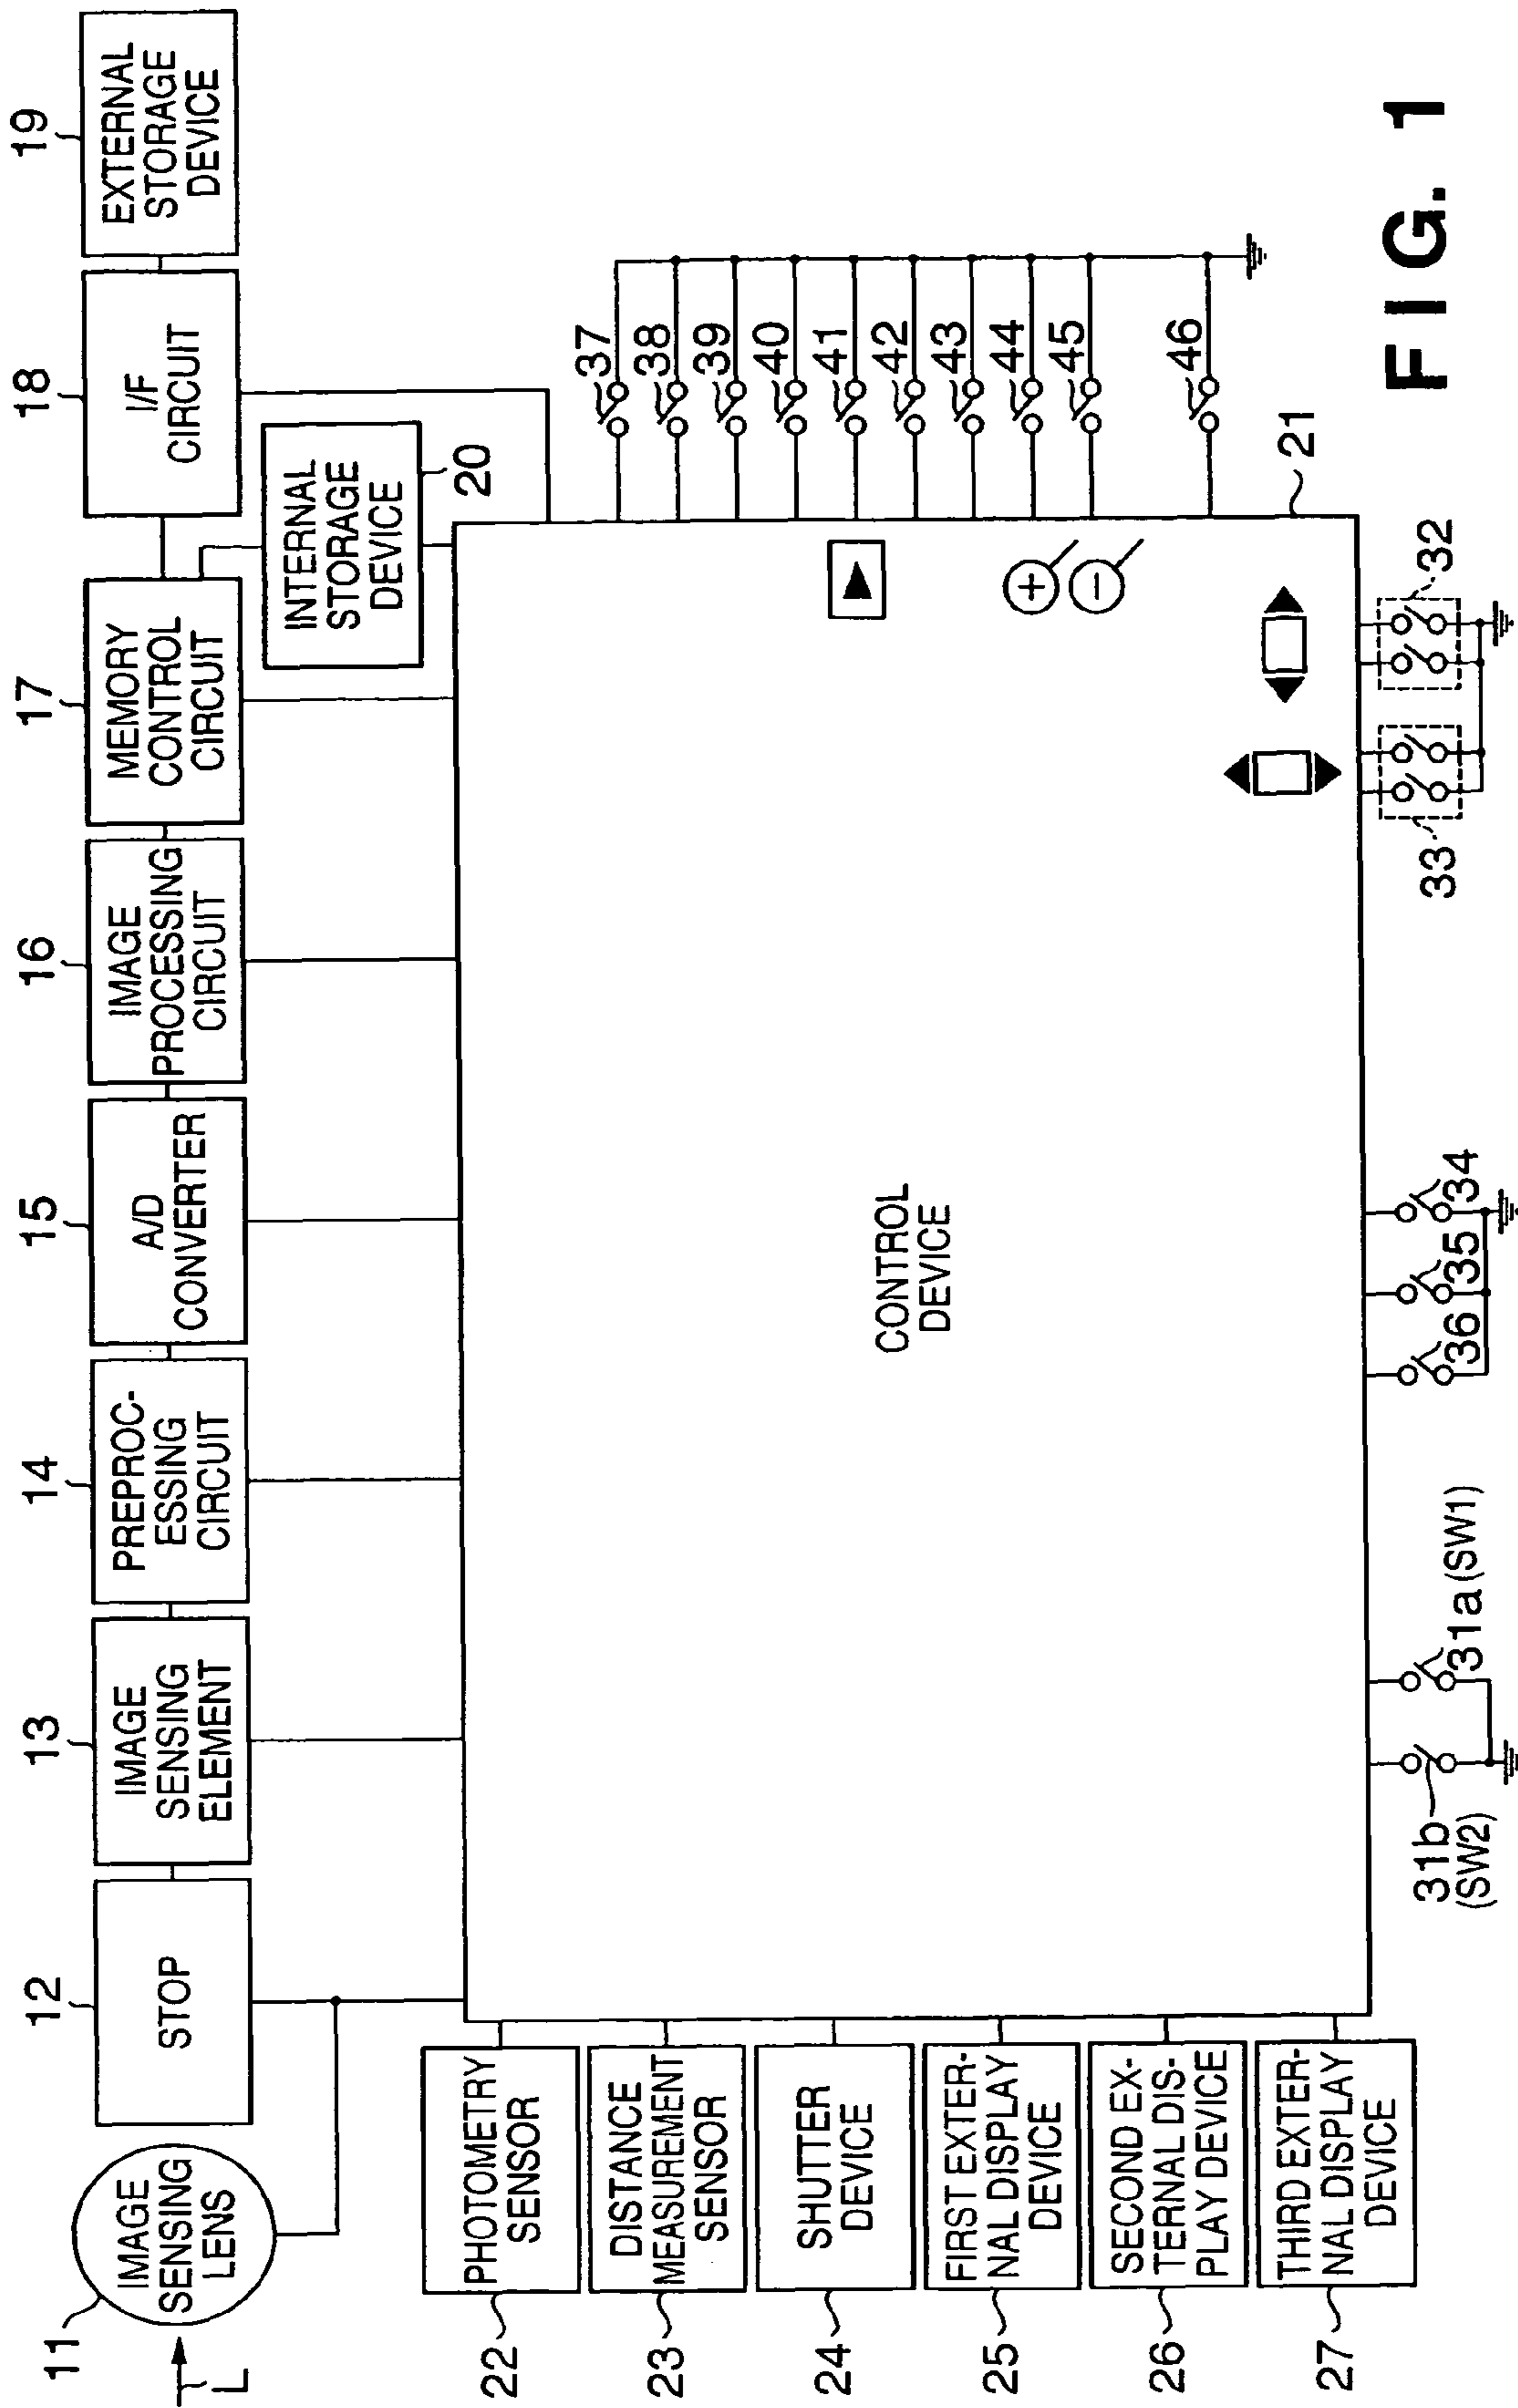 11
IMAGE
SENSING
LENS
L
12
STOP
13
IMAGE
SENSING
ELEMENT
14
PREPROC-
ESSING
CIRCUIT
15
A/D
CONVERTER
16
IMAGE
PROCESSING
CIRCUIT
17
MEMORY
CONTROL
CIRCUIT
18
I/F
CIRCUIT
19
EXTERNAL
STORAGE
DEVICE
INTERNAL
STORAGE
DEVICE
20
22
PHOTOMETRY
SENSOR
23
DISTANCE
MEASUREMENT
SENSOR
24
SHUTTER
DEVICE
25
FIRST EXTER-
NAL DISPLAY
DEVICE
26
SECOND EX-
TERNAL DIS-
PLAY DEVICE
27
THIRD EXTER-
NAL DISPLAY
DEVICE
CONTROL
DEVICE
+
−
37
38
39
40
41
42
43
44
45
46
21
31b
(SW2)
31a (SW1)
36
35
34
33
32
FIG. 1